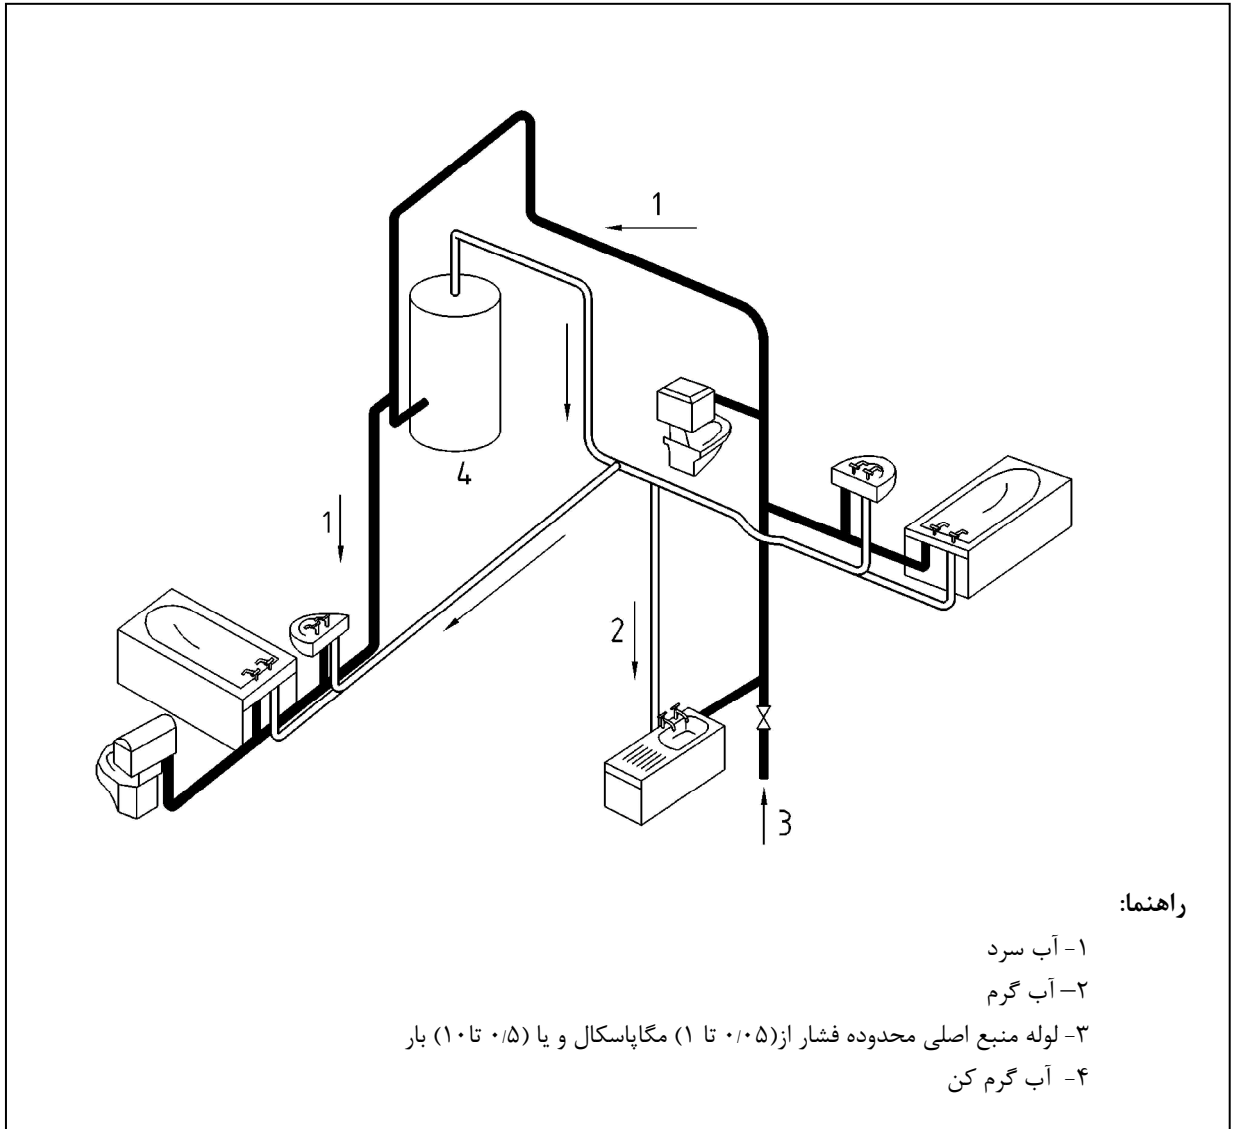 1
4
1
2
3
راهنما:
۱- آب سرد
۲– آب گرم
۳- لوله منبع اصلی محدوده فشار از(۰/۰۵ تا ۱) مگاپاسکال و یا (۰/۵ تا۱۰) بار
۴- آب گرم کن